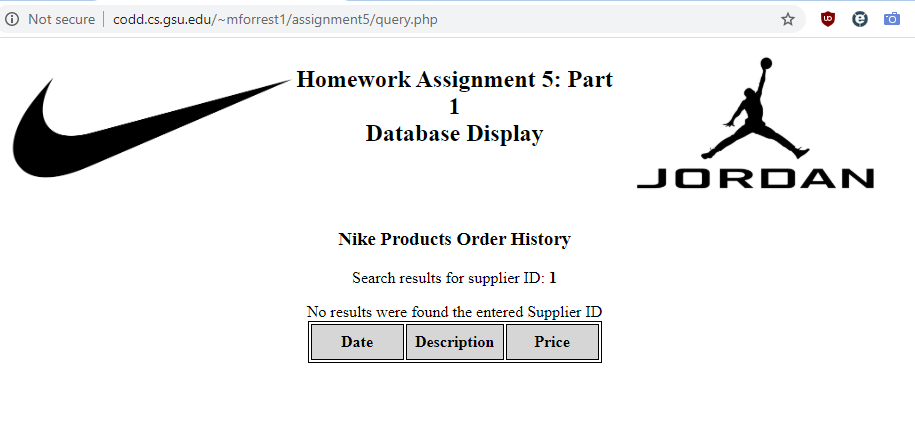 Not secure | codd.cs.gsu.edu/~mforrest1/assignment5/query.php
Homework Assignment 5: Part
1
Database Display
JORDAN
Nike Products Order History
Search results for supplier ID: 1
No results were found the entered Supplier ID
Date Description Price